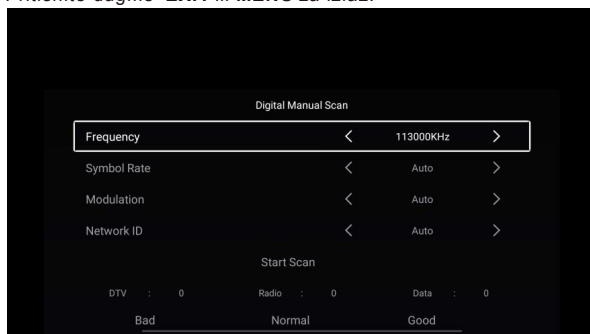 Digital Manual Scan
Frequency < 113000KHz >
Symbol Rate < Auto >
Modulation < Auto >
Network ID < Auto >
Start Scan
DTV : 0 Radio : 0 Data : 0
Bad Normal Good